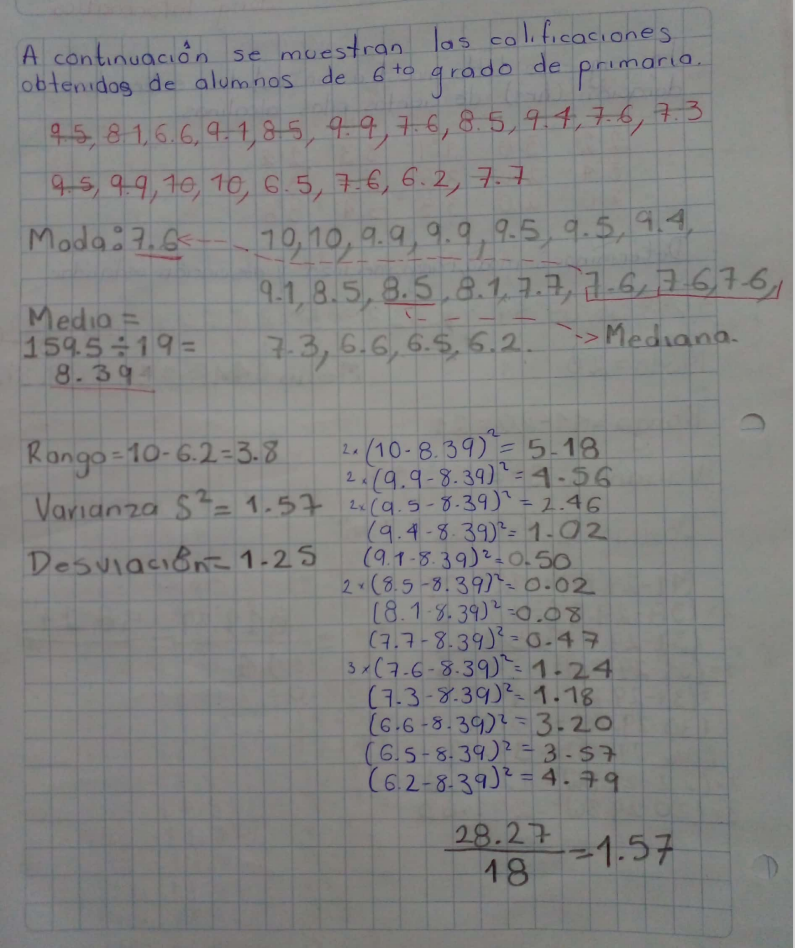 A continuación se muestran las calificaciones
obtenidos de alumnos de 6to grado de primaria.
9.5, 8.1, 6.6, 9.1, 8.5, 9.9, 7.6, 8.5, 9.4, 7.6, 7.3
9.5, 9.9, 10, 10, 6.5, 7.6, 6.2, 7.7
Moda: 7.6 10, 10, 9.9, 9.9, 9.5, 9.5, 9.4,
9.1, 8.5, 8.5, 8.1, 7.7, 7.6, 7.6, 7.6,
Media =
159.5 ÷ 19 = 7.3, 6.6, 6.5, 6.2. Mediana.
8.39
Rango = 10 - 6.2 = 3.8 2×(10 - 8.39)² = 5.18
2×(9.9 - 8.39)² = 4.56
Varianza S² = 1.57 2×(9.5 - 8.39)² = 2.46
(9.4 - 8.39)² = 1.02
Desviación = 1.25 (9.1 - 8.39)² = 0.50
2×(8.5 - 8.39)² = 0.02
(8.1 - 8.39)² = 0.08
(7.7 - 8.39)² = 0.47
3×(7.6 - 8.39)² = 1.24
(7.3 - 8.39)² = 1.18
(6.6 - 8.39)² = 3.20
(6.5 - 8.39)² = 3.57
(6.2 - 8.39)² = 4.79
28.27
18
= 1.57